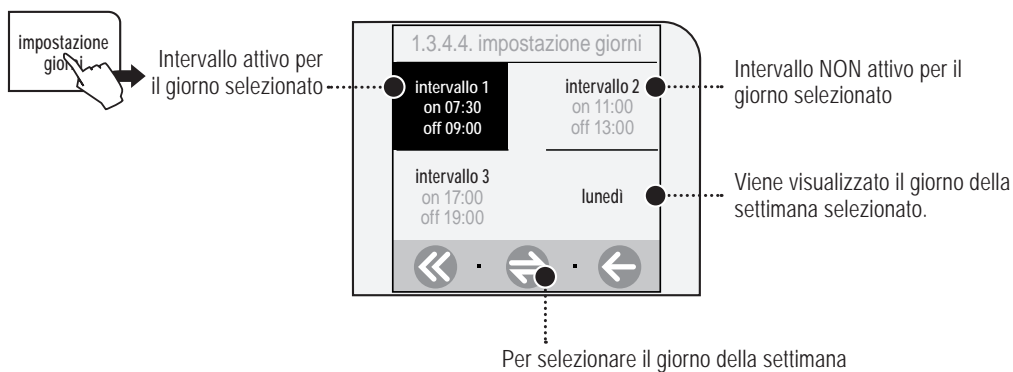 impostazione
giorni
Intervallo attivo per
il giorno selezionato
1.3.4.4. impostazione giorni
intervallo 1
on 07:30
off 09:00
intervallo 2
on 11:00
off 13:00
intervallo 3
on 17:00
off 19:00
lunedì
Intervallo NON attivo per il
giorno selezionato
Viene visualizzato il giorno della
settimana selezionato.
Per selezionare il giorno della settimana